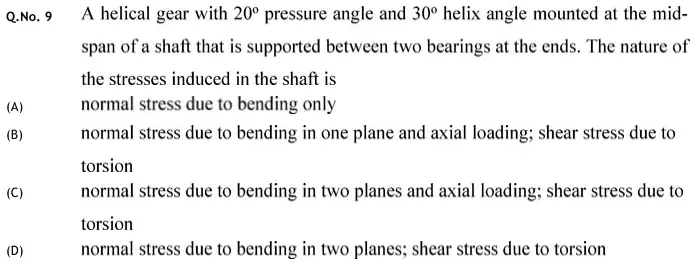 Q.No. 9 A helical gear with 20º pressure angle and 30º helix angle mounted at the mid-
span of a shaft that is supported between two bearings at the ends. The nature of
the stresses induced in the shaft is
(A) normal stress due to bending only
(B) normal stress due to bending in one plane and axial loading; shear stress due to
torsion
(C) normal stress due to bending in two planes and axial loading; shear stress due to
torsion
(D) normal stress due to bending in two planes; shear stress due to torsion